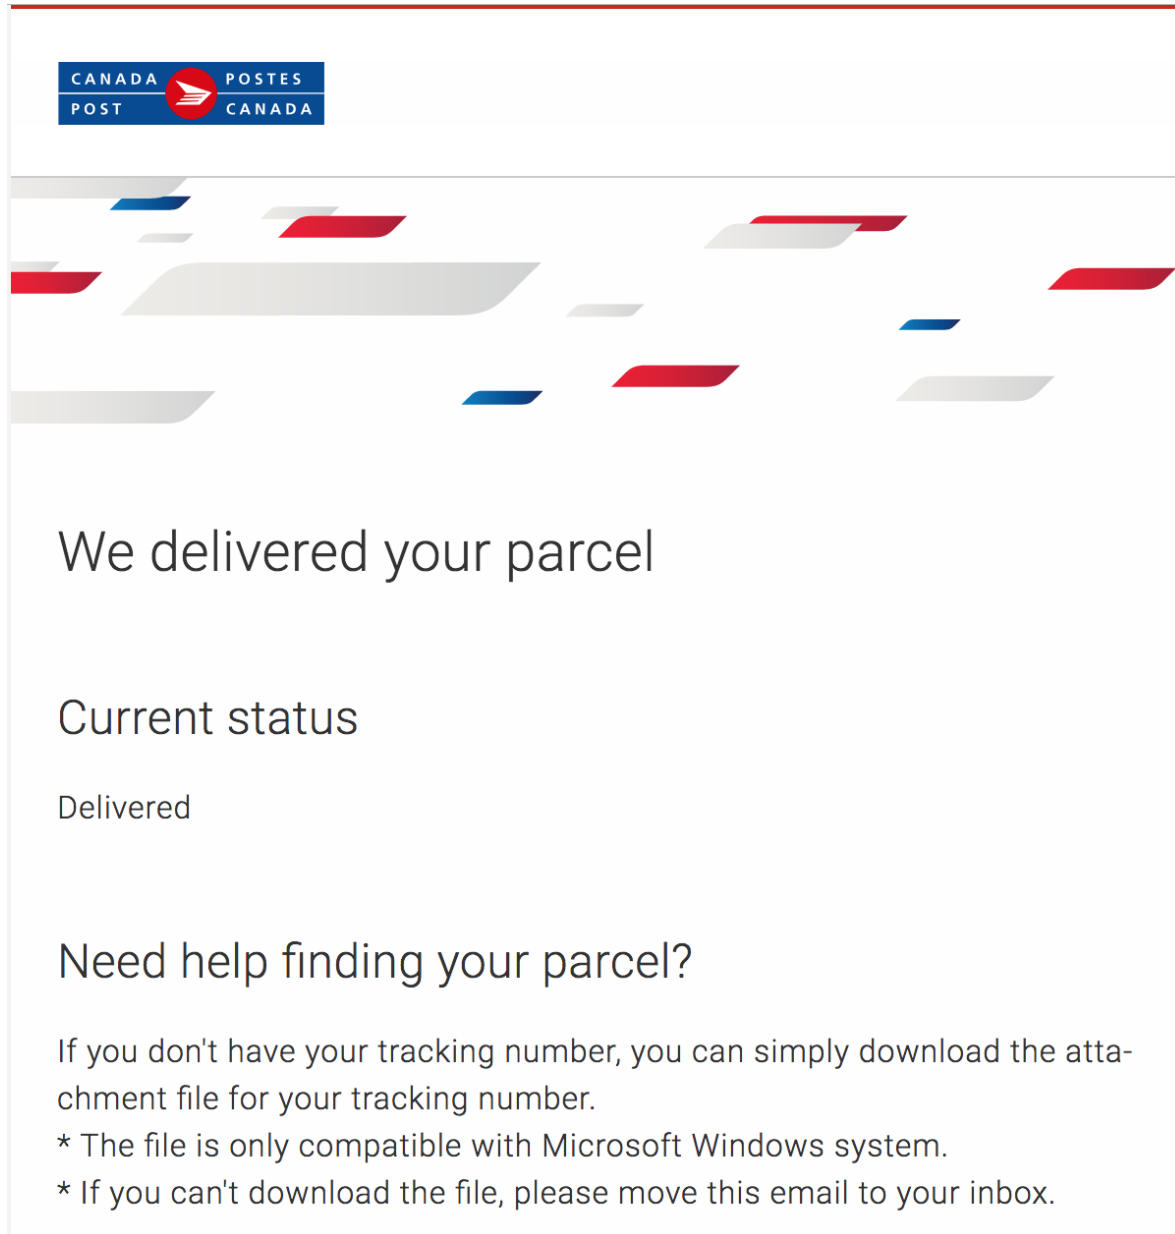 CANADA POSTES
POST CANADA
We delivered your parcel
Current status
Delivered
Need help finding your parcel?
If you don't have your tracking number, you can simply download the atta-
chment file for your tracking number.
* The file is only compatible with Microsoft Windows system.
* If you can't download the file, please move this email to your inbox.